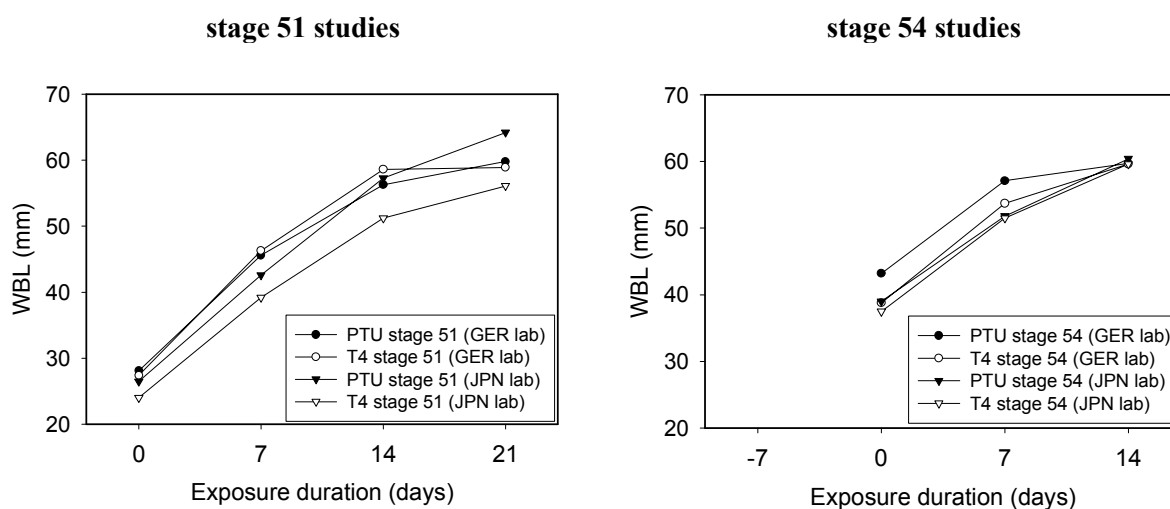 stage 51 studies
70
60
50
40
30
20
WBL (mm)
PTU stage 51 (GER lab)
T4 stage 51 (GER lab)
PTU stage 51 (JPN lab)
T4 stage 51 (JPN lab)
0 7 14 21
Exposure duration (days)
stage 54 studies
70
60
50
40
30
20
WBL (mm)
PTU stage 54 (GER lab)
T4 stage 54 (GER lab)
PTU stage 54 (JPN lab)
T4 stage 54 (JPN lab)
-7 0 7 14
Exposure duration (days)